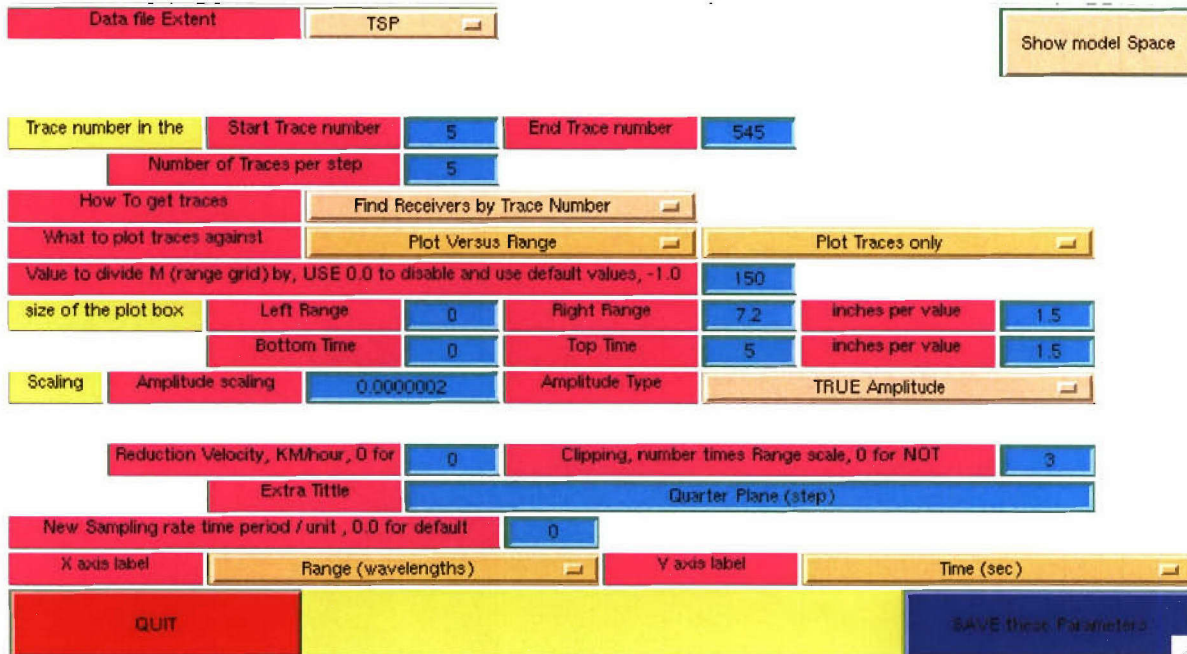 Data file Extent TSP
Show model Space
Trace number in the Start Trace number 5 End Trace number 545
Number of Traces per step 5
How To get traces Find Receivers by Trace Number
What to plot traces against Plot Versus Range Plot Traces only
Value to divide M (range grid) by, USE 0.0 to disable and use default values, -1.0 150
size of the plot box Left Range 0 Right Range 7.2 inches per value 1.5
Bottom Time 0 Top Time 5 inches per value 1.5
Scaling Amplitude scaling 0.0000002 Amplitude Type TRUE Amplitude
Reduction Velocity, KM/hour, 0 for 0 Clipping, number times Range scale, 0 for NOT 3
Extra Tittle Quarter Plane (step)
New Sampling rate time period / unit , 0.0 for default 0
X axis label Range (wavelengths) Y axis label Time (sec)
QUIT SAVE these Parameters